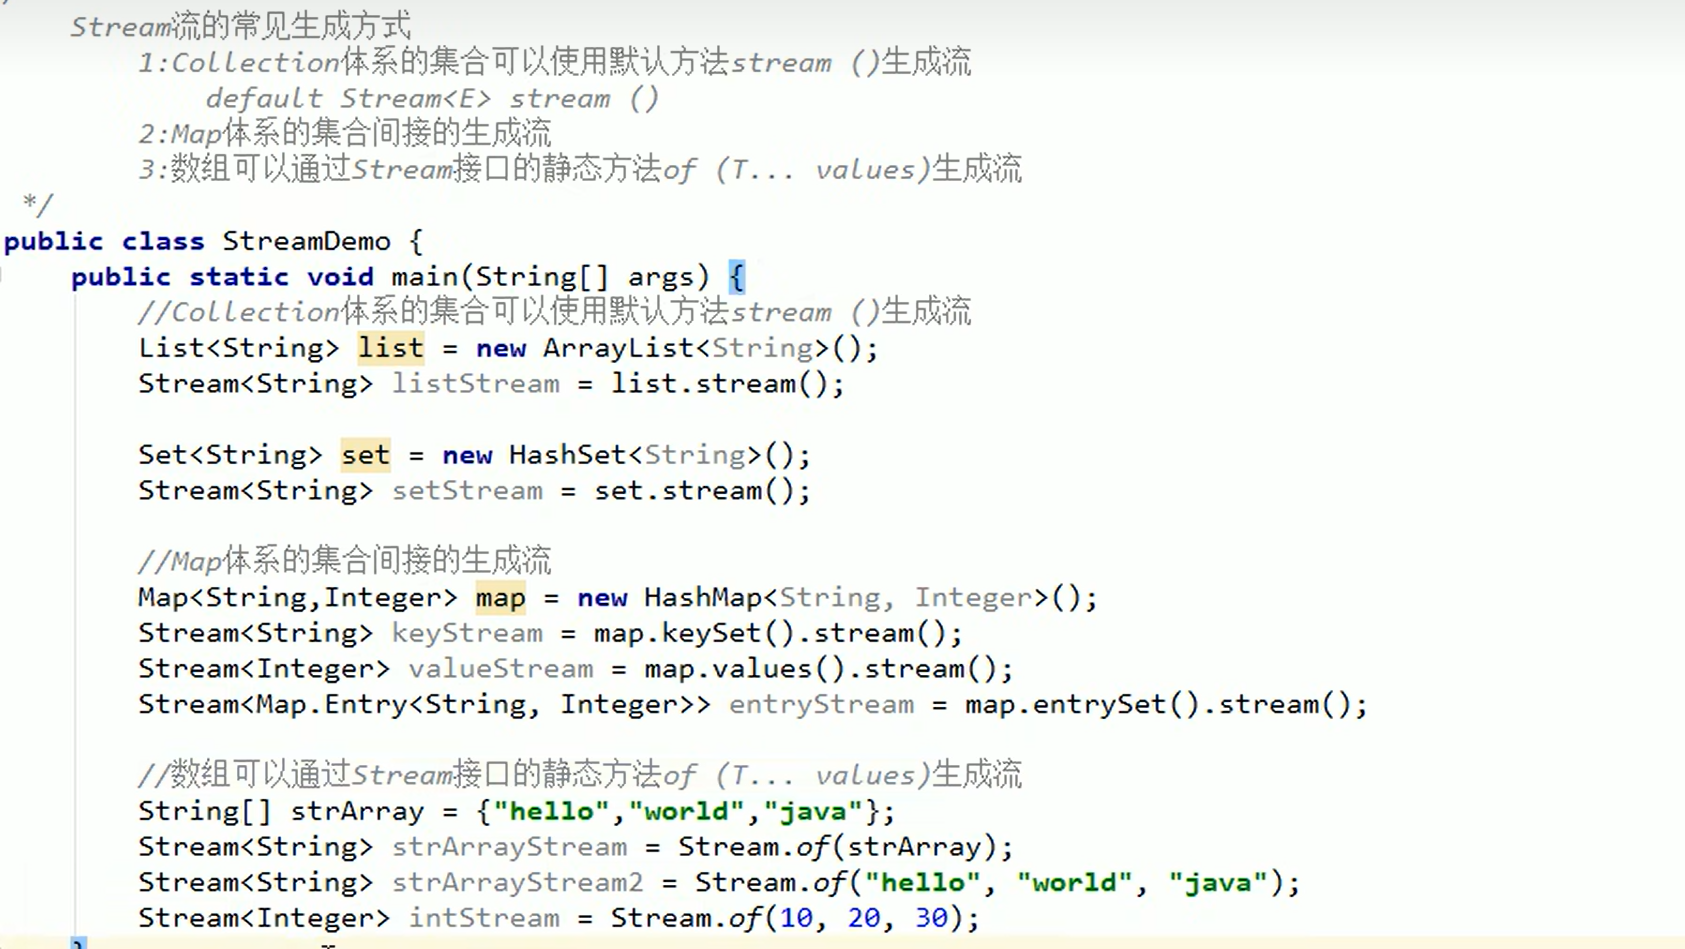 Stream流的常见生成方式
1:Collection体系的集合可以使用默认方法stream ()生成流
default Stream<E> stream ()
2:Map体系的集合间接的生成流
3:数组可以通过Stream接口的静态方法of (T... values)生成流
*/
public class StreamDemo {
public static void main(String[] args) {
//Collection体系的集合可以使用默认方法stream ()生成流
List<String> list = new ArrayList<String>();
Stream<String> listStream = list.stream();
Set<String> set = new HashSet<String>();
Stream<String> setStream = set.stream();
//Map体系的集合间接的生成流
Map<String,Integer> map = new HashMap<String, Integer>();
Stream<String> keyStream = map.keySet().stream();
Stream<Integer> valueStream = map.values().stream();
Stream<Map.Entry<String, Integer>> entryStream = map.entrySet().stream();
//数组可以通过Stream接口的静态方法of (T... values)生成流
String[] strArray = {"hello","world","java"};
Stream<String> strArrayStream = Stream.of(strArray);
Stream<String> strArrayStream2 = Stream.of("hello", "world", "java");
Stream<Integer> intStream = Stream.of(10, 20, 30);
}